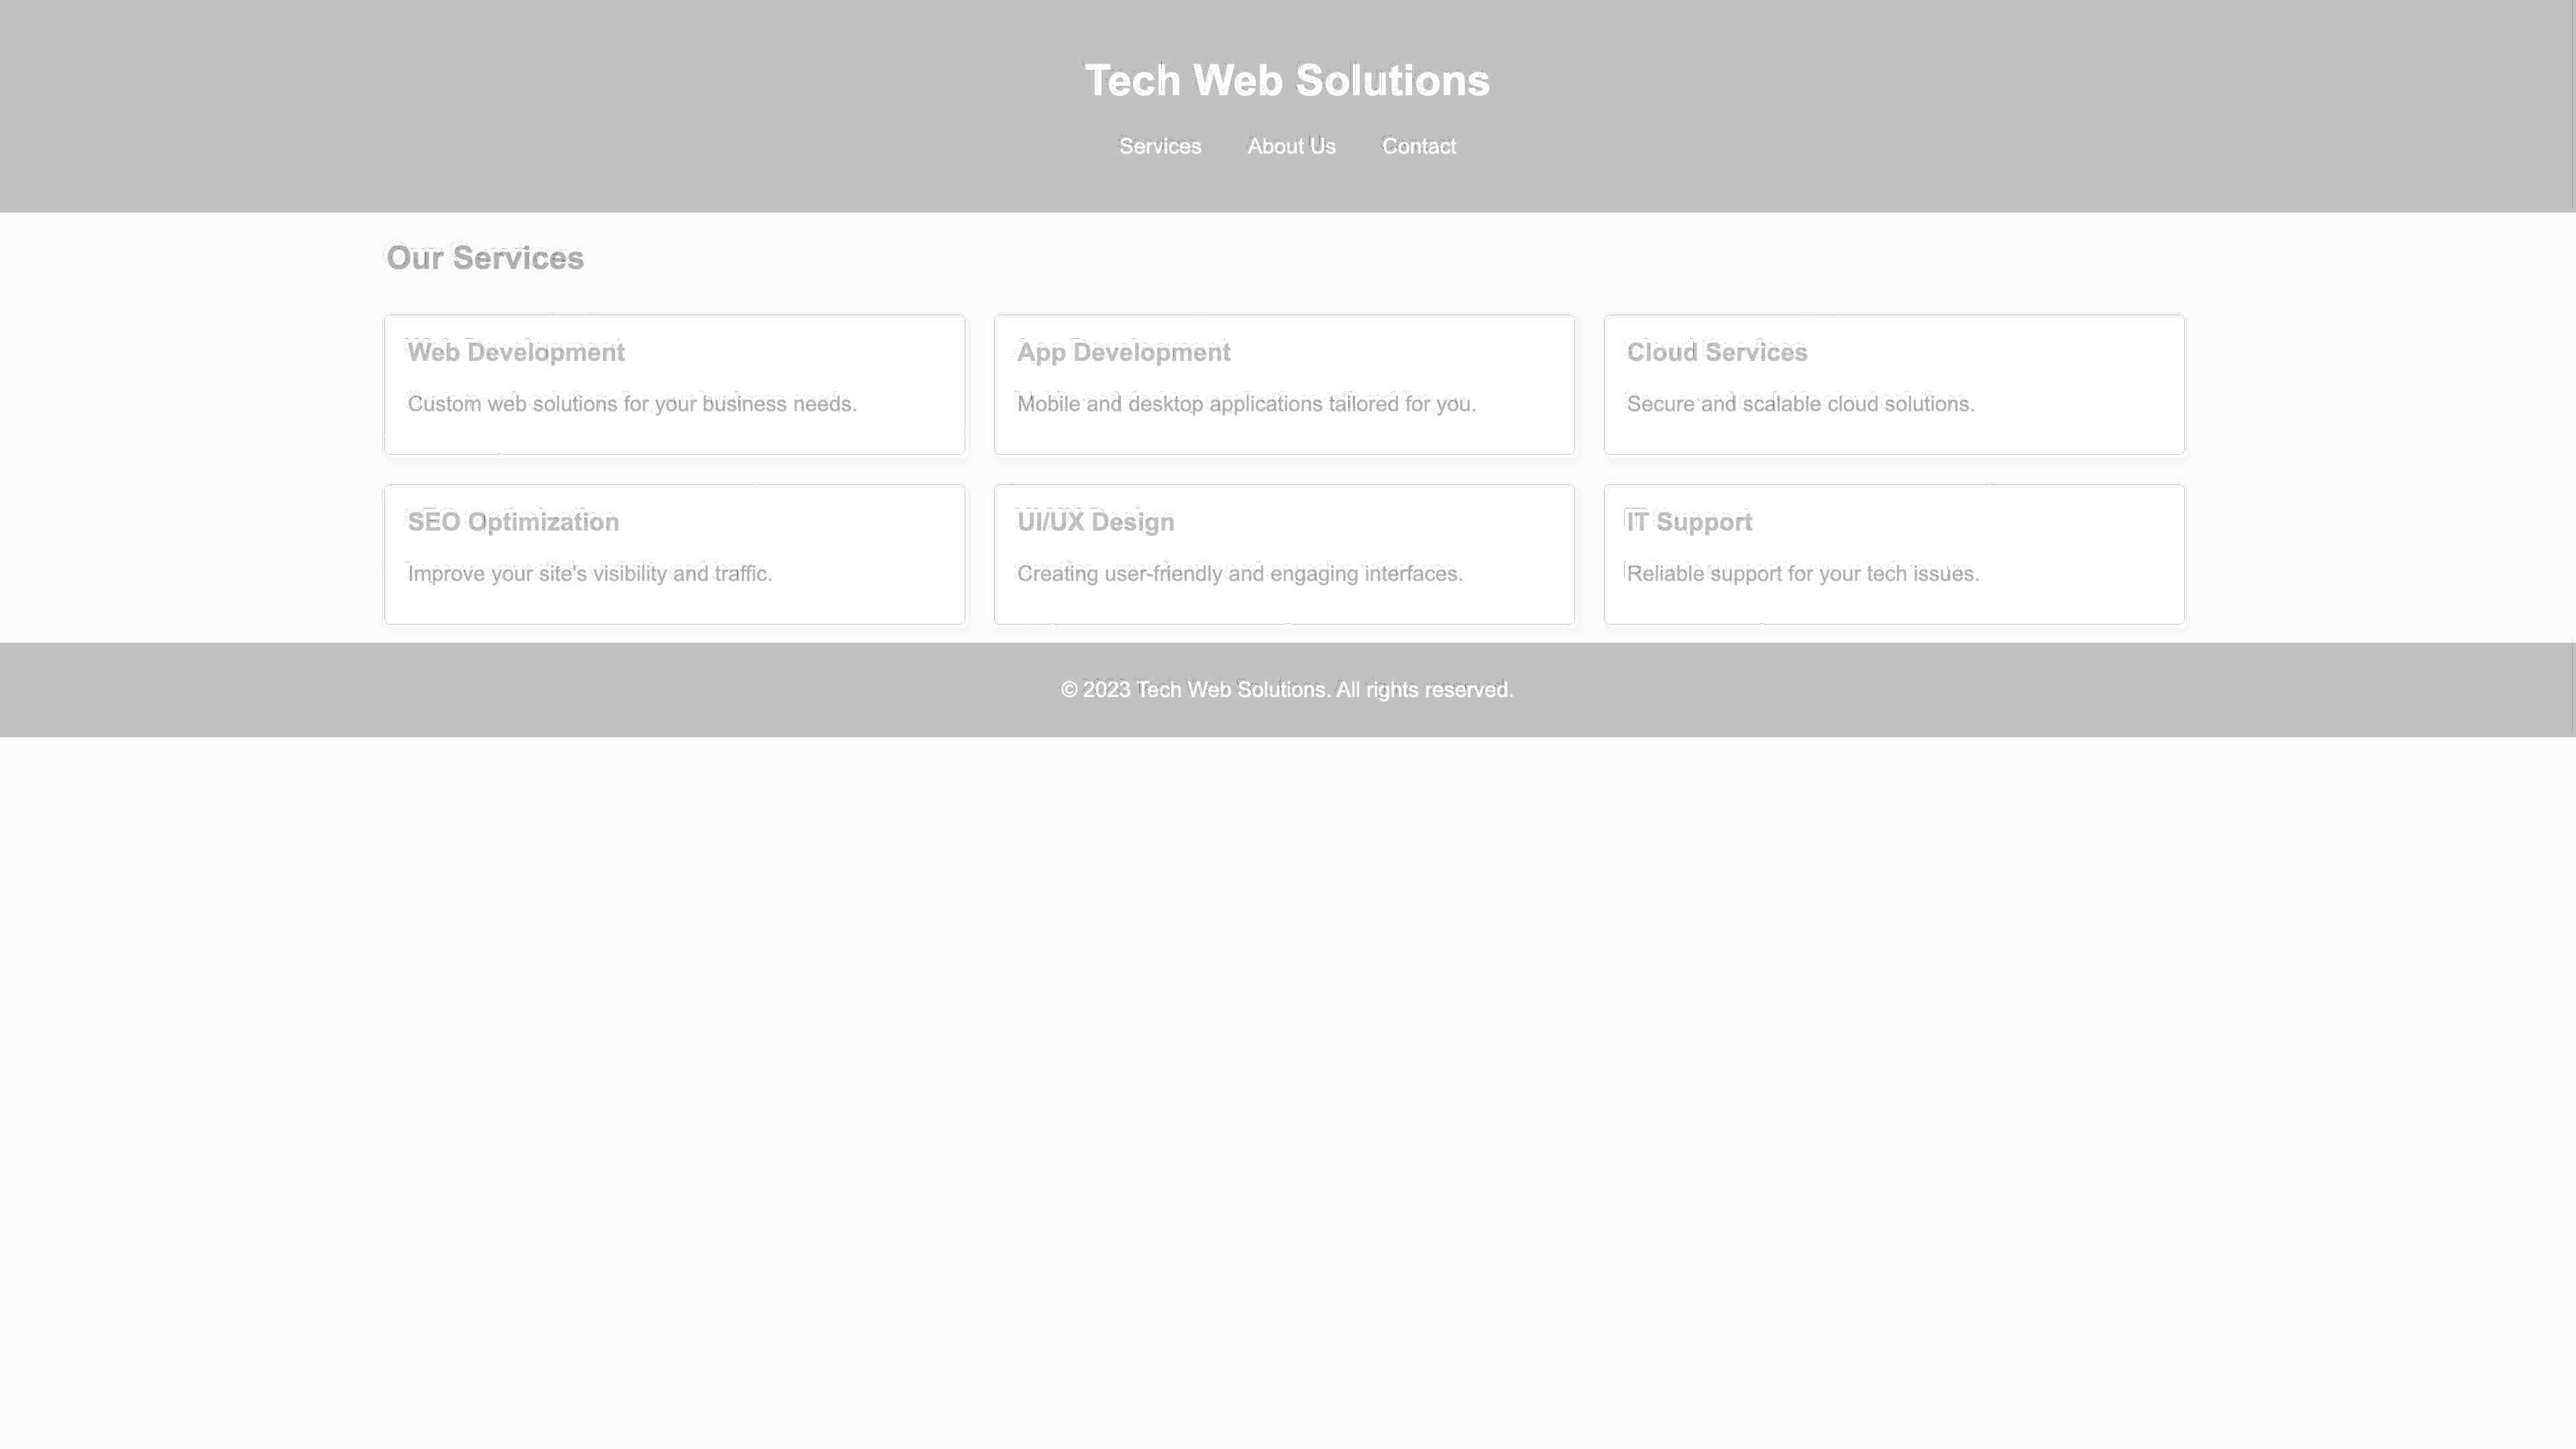 Tech Web Solutions
Services About Us Contact
Our Services
Web Development
Custom web solutions for your business needs.
App Development
Mobile and desktop applications tailored for you.
Cloud Services
Secure and scalable cloud solutions.
SEO Optimization
Improve your site's visibility and traffic.
UI/UX Design
Creating user-friendly and engaging interfaces.
IT Support
Reliable support for your tech issues.
© 2023 Tech Web Solutions. All rights reserved.